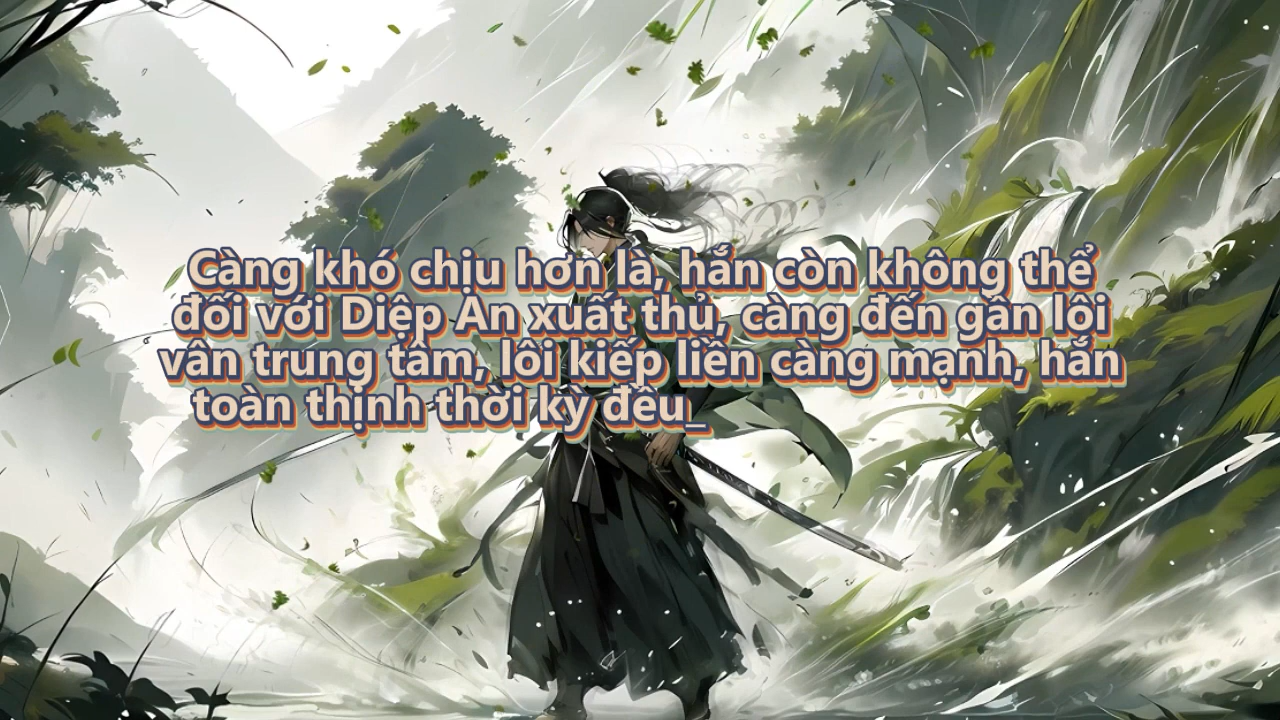 Càng khó chịu hơn là, hắn còn không thể
đối với Diệp An xuất thủ, càng đến gần lôi
vân trung tâm, lôi kiếp liền càng mạnh, hắn
toàn thịnh thời kỳ đều_